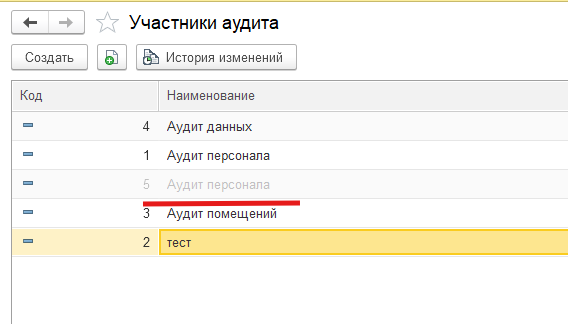 Участники аудита
Создать История изменений
Код Наименование
4 Аудит данных
1 Аудит персонала
5 Аудит персонала
3 Аудит помещений
2 тест